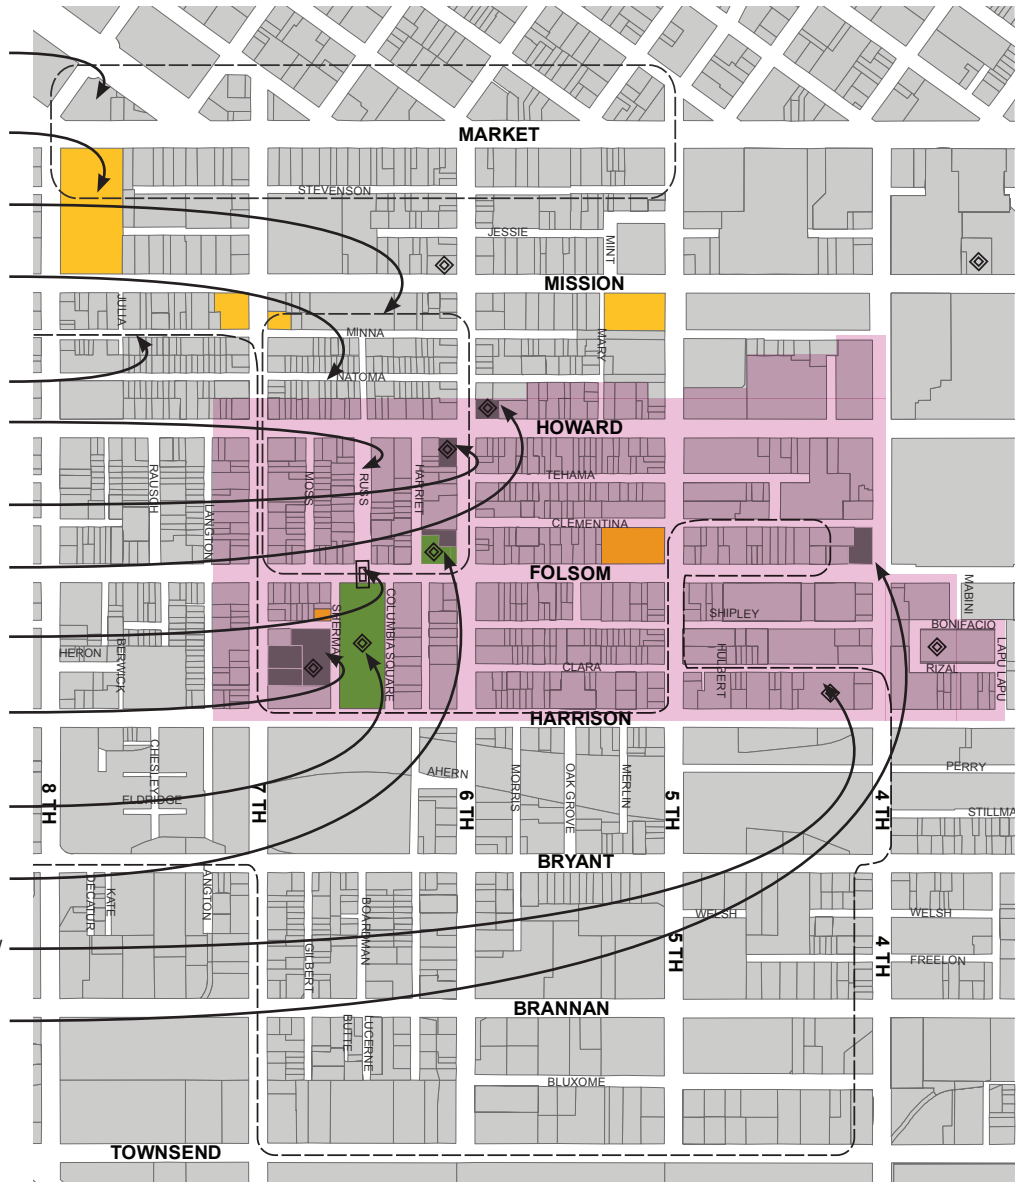 MARKET
STEVENSON
JESSIE
MINT
MISSION
JULIA
MINNA
MARY
NATOMA
HOWARD
RAUSCH
MOSS
RUSS
HARRIET
TEHAMA
LANGTON
CLEMENTINA
FOLSOM
MABINI
SHERMA
COLUMBIA SQUARE
SHIPLEY
BONIFACIO
HERON
BERWICK
CLARA
HULBERT
RIZAL
LAPU LAPU
HARRISON
CHESLEY
AHERN
MORRIS
OAK GROVE
MERLIN
PERRY
8 TH
ELDRIDGE
7 TH
6 TH
5 TH
4 TH
STILLMA
BRYANT
DECATUR
KATE
LANGTON
BOARDMAN
WELSH
WELSH
GILBERT
5 TH
4 TH
FREELON
BRANNAN
BUTTE
LUCERNE
BLUXOME
TOWNSEND